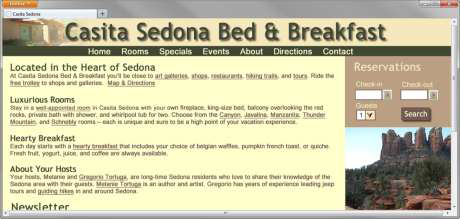 Firefox
Casita Sedona
Casita Sedona Bed & Breakfast
Home Rooms Specials Events About Directions Contact
Located in the Heart of Sedona
At Casita Sedona Bed & Breakfast you'll be close to art galleries, shops, restaurants, hiking trails, and tours. Ride the
free trolley to shops and galleries. Map & Directions
Luxurious Rooms
Stay in a well-appointed room in Casita Sedona with your own fireplace, king-size bed, balcony overlooking the red
rocks, private bath with shower, and whirlpool tub for two. Choose from the Canyon, Javalina, Manzanita, Thunder
Mountain, and Schnebly rooms – each is unique and sure to be a high point of your vacation experience.
Hearty Breakfast
Each day starts with a hearty breakfast that includes your choice of belgian waffles, pumpkin french toast, or quiche.
Fresh fruit, yogurt, juice, and coffee are always available.
About Your Hosts
Your hosts, Melanie and Gregorio Tortuga, are long-time Sedona residents who love to share their knowledge of the
Sedona area with their guests. Melanie Tortuga is an author and artist. Gregorio has years of experience leading jeep
tours and guiding hikes in and around Sedona.
Newsletter
Reservations
Check-in Check-out
Guests
1 Search